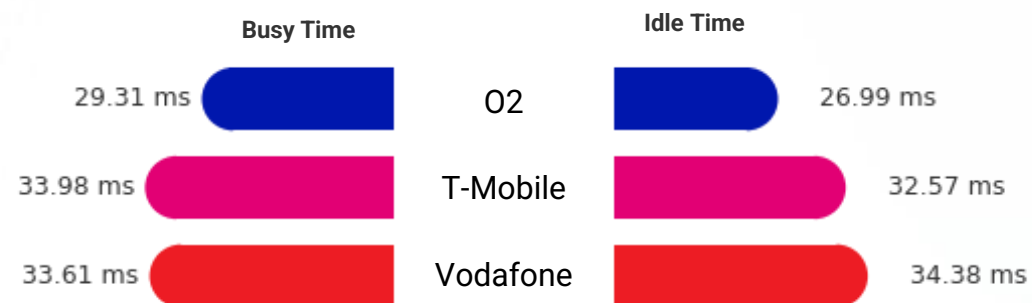 Busy Time
Idle Time
29.31 ms
O2
26.99 ms
33.98 ms
T-Mobile
32.57 ms
33.61 ms
Vodafone
34.38 ms